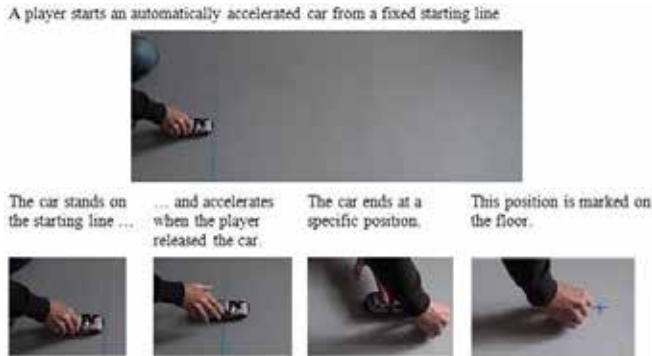 A player starts an automatically accelerated car from a fixed starting line
The car stands on
the starting line …
… and accelerates
when the player
released the car.
The car ends at a
specific position.
This position is marked on
the floor.